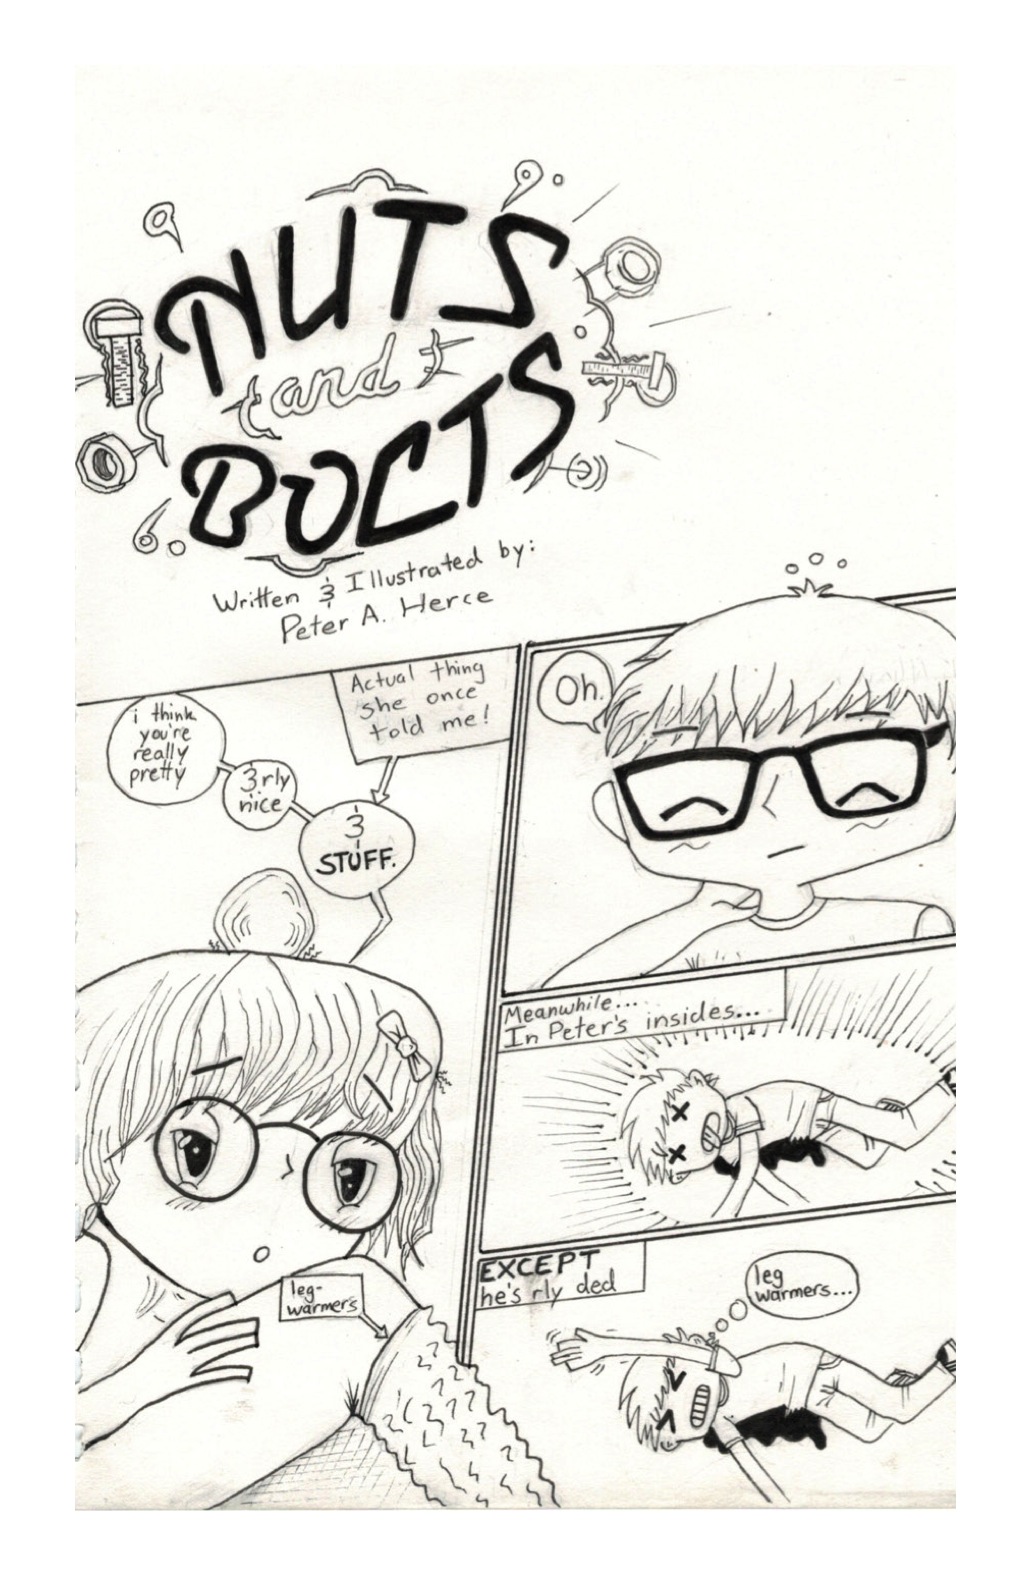 NUTS
and
BOLTS
Written & Illustrated by:
Peter A. Herce
i think
you're
really
pretty
& rly
nice
Actual thing
she once
told me!
&
STUFF.
leg-
warmers
Oh.
Meanwhile...
In Peter's insides...
EXCEPT
he's rly ded
leg
warmers...